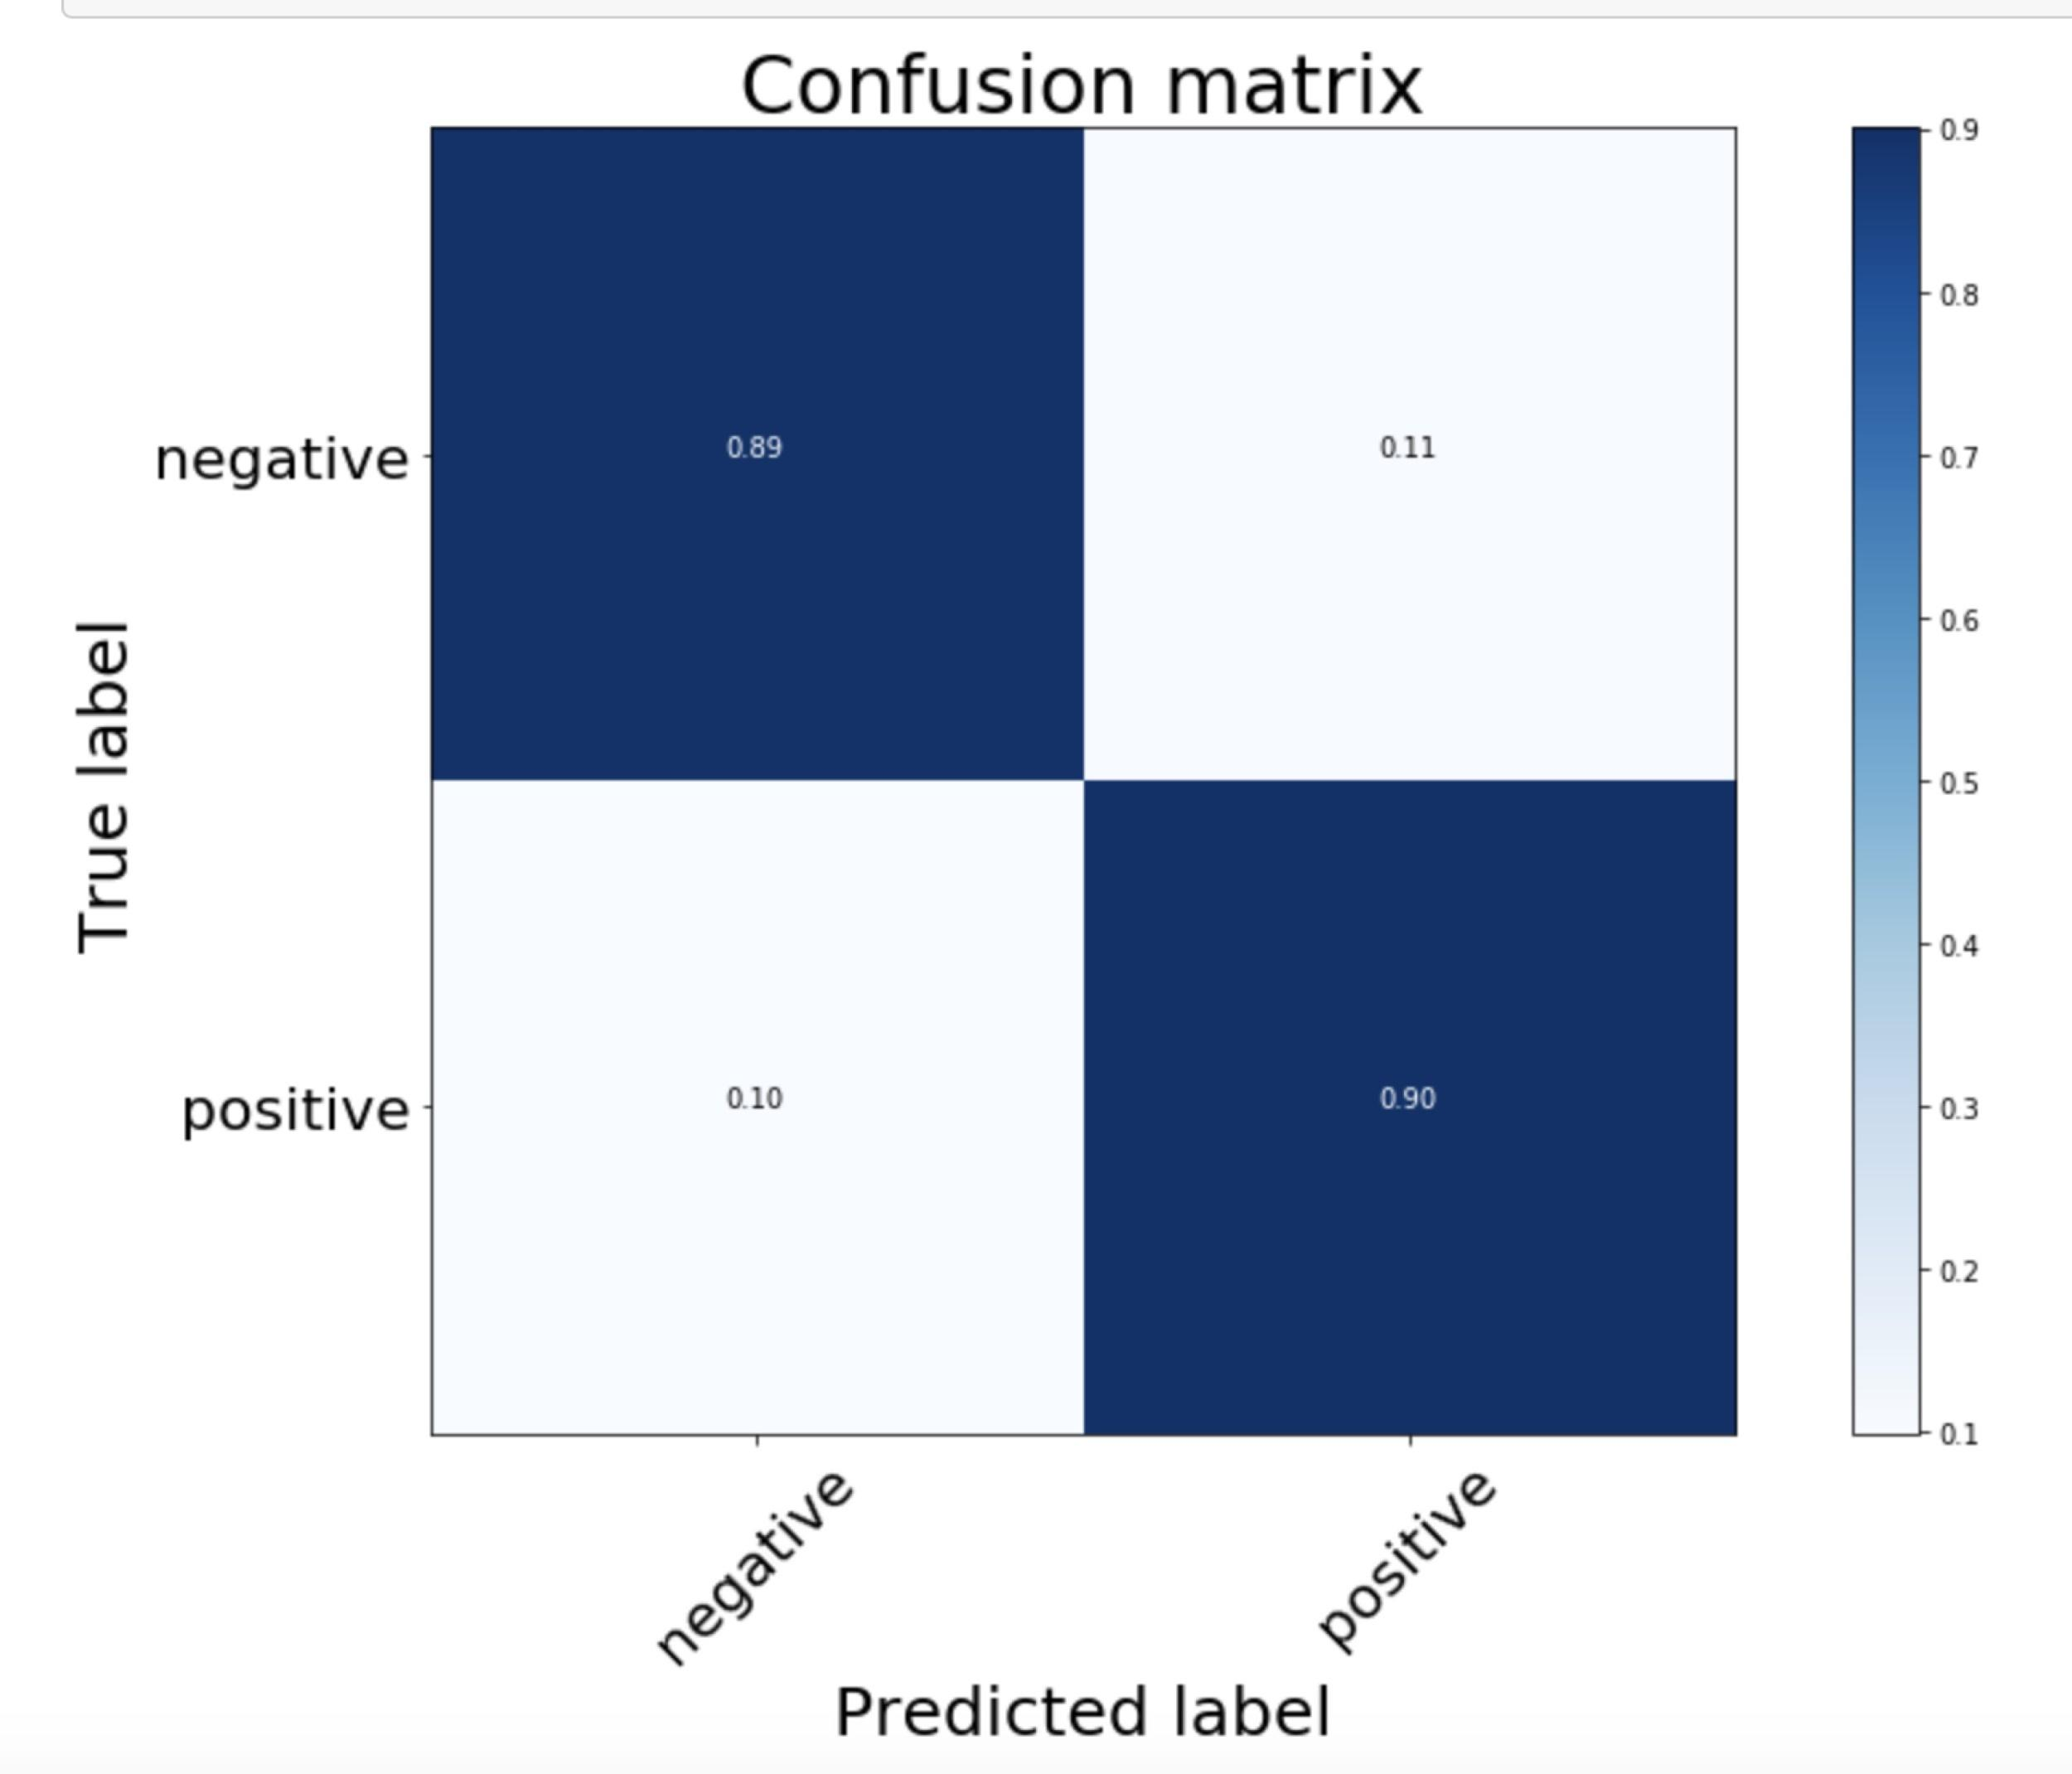 Confusion matrix
negative
0.89
0.11
positive
0.10
0.90
True label
negative
positive
Predicted label
0.9
0.8
0.7
0.6
0.5
0.4
0.3
0.2
0.1